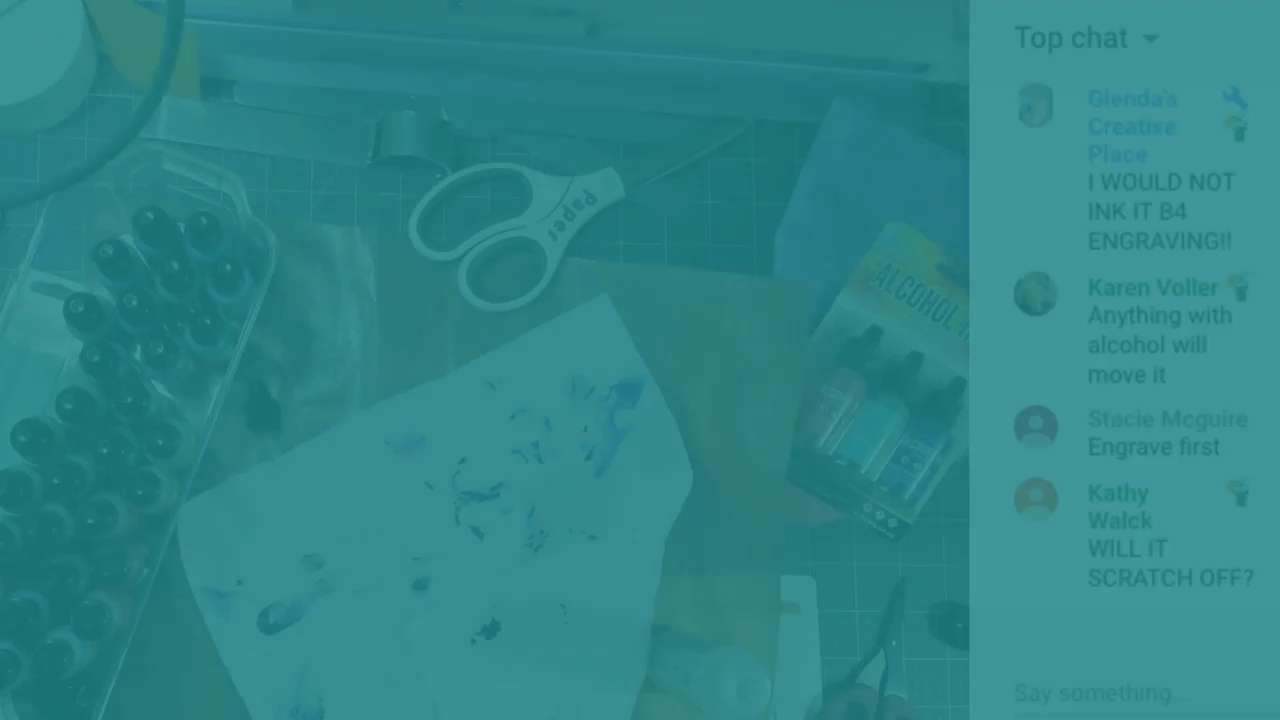 Top chat
Glenda's
Creative
Place
I WOULD NOT
INK IT B4
ENGRAVING!!
Karen Voller
Anything with
alcohol will
move it
Stacie Mcguire
Engrave first
Kathy
Walck
WILL IT
SCRATCH OFF?
Say something...
Paper
ALCOHOL